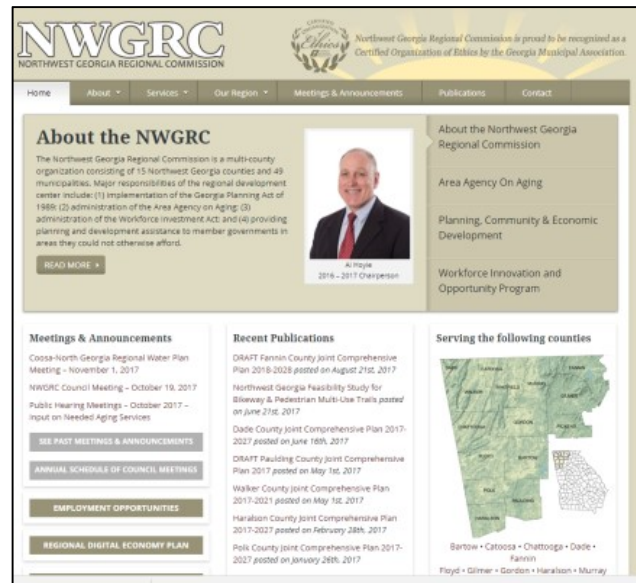 NWGRC
NORTHWEST GEORGIA REGIONAL COMMISSION
Ethics
Northwest Georgia Regional Commission is proud to be recognized as a
Certified Organization of Ethics by the Georgia Municipal Association.
Home About Services Our Region Meetings & Announcements Publications Contact
About the NWGRC
The Northwest Georgia Regional Commission is a multi-county
organization consisting of 15 Northwest Georgia counties and 49
municipalities. Major responsibilities of the regional development
center include: (1) implementation of the Georgia Planning Act of
1989; (2) administration of the Area Agency on Aging; (3)
administration of the Workforce Investment Act; and (4) providing
planning and development assistance to member governments in
areas they could not otherwise afford.
READ MORE
Al Hoyle
2016 – 2017 Chairperson
About the Northwest Georgia
Regional Commission
Area Agency On Aging
Planning, Community & Economic
Development
Workforce Innovation and
Opportunity Program
Meetings & Announcements
Coosa-North Georgia Regional Water Plan
Meeting – November 1, 2017
NWGRC Council Meeting – October 19, 2017
Public Hearing Meetings – October 2017 –
Input on Needed Aging Services
SEE PAST MEETINGS & ANNOUNCEMENTS
ANNUAL SCHEDULE OF COUNCIL MEETINGS
EMPLOYMENT OPPORTUNITIES
REGIONAL DIGITAL ECONOMY PLAN
Recent Publications
DRAFT Fannin County Joint Comprehensive
Plan 2018-2028 posted on August 21st, 2017
Northwest Georgia Feasibility Study for
Bikeway & Pedestrian Multi-Use Trails posted
on June 21st, 2017
Dade County Joint Comprehensive Plan 2017-
2027 posted on June 16th, 2017
DRAFT Paulding County Joint Comprehensive
Plan 2017 posted on May 1st, 2017
Walker County Joint Comprehensive Plan
2017-2021 posted on May 1st, 2017
Haralson County Joint Comprehensive Plan
2017-2027 posted on February 28th, 2017
Polk County Joint Comprehensive Plan 2017-
2027 posted on January 26th, 2017
Serving the following counties
Bartow • Catoosa • Chattooga • Dade •
Fannin
Floyd • Gilmer • Gordon • Haralson • Murray